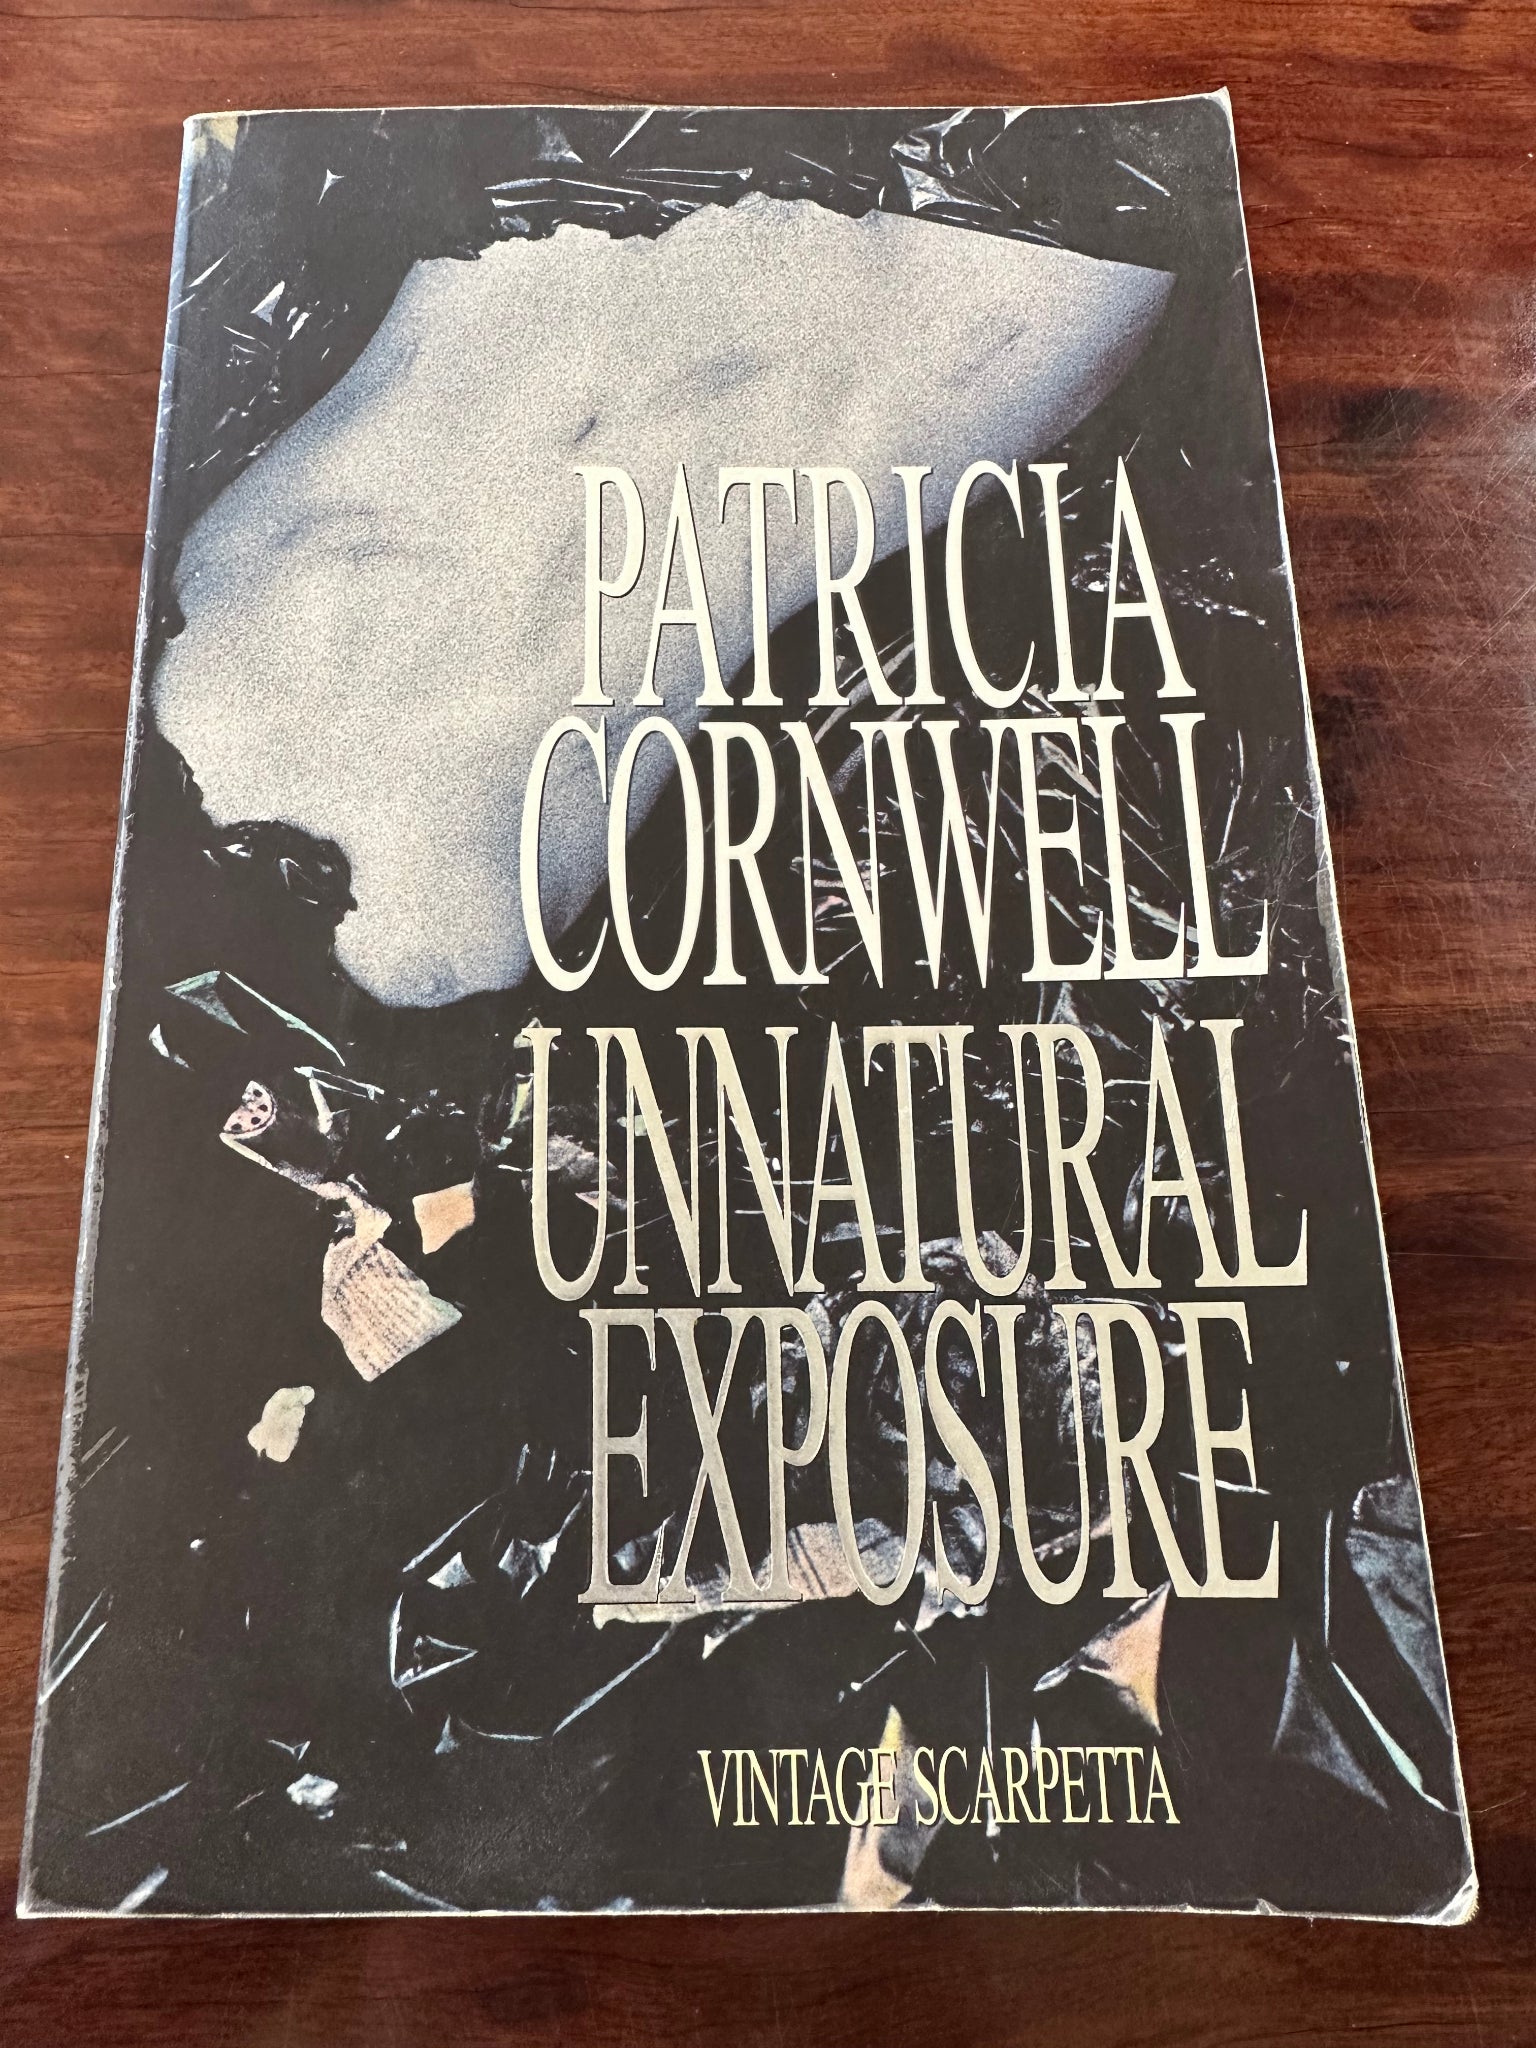 PATRICIA
CORNWELL
UNNATURAL
EXPOSURE
VINTAGE SCARPETTA